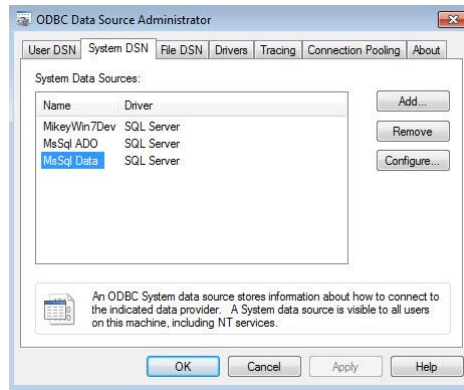 ODBC Data Source Administrator
User DSN System DSN File DSN Drivers Tracing Connection Pooling About
System Data Sources:
Name Driver
MikeyWin7Dev SQL Server
MsSql ADO SQL Server
MsSql Data SQL Server
Add...
Remove
Configure...
An ODBC System data source stores information about how to connect to
the indicated data provider. A System data source is visible to all users
on this machine, including NT services.
OK Cancel Apply Help